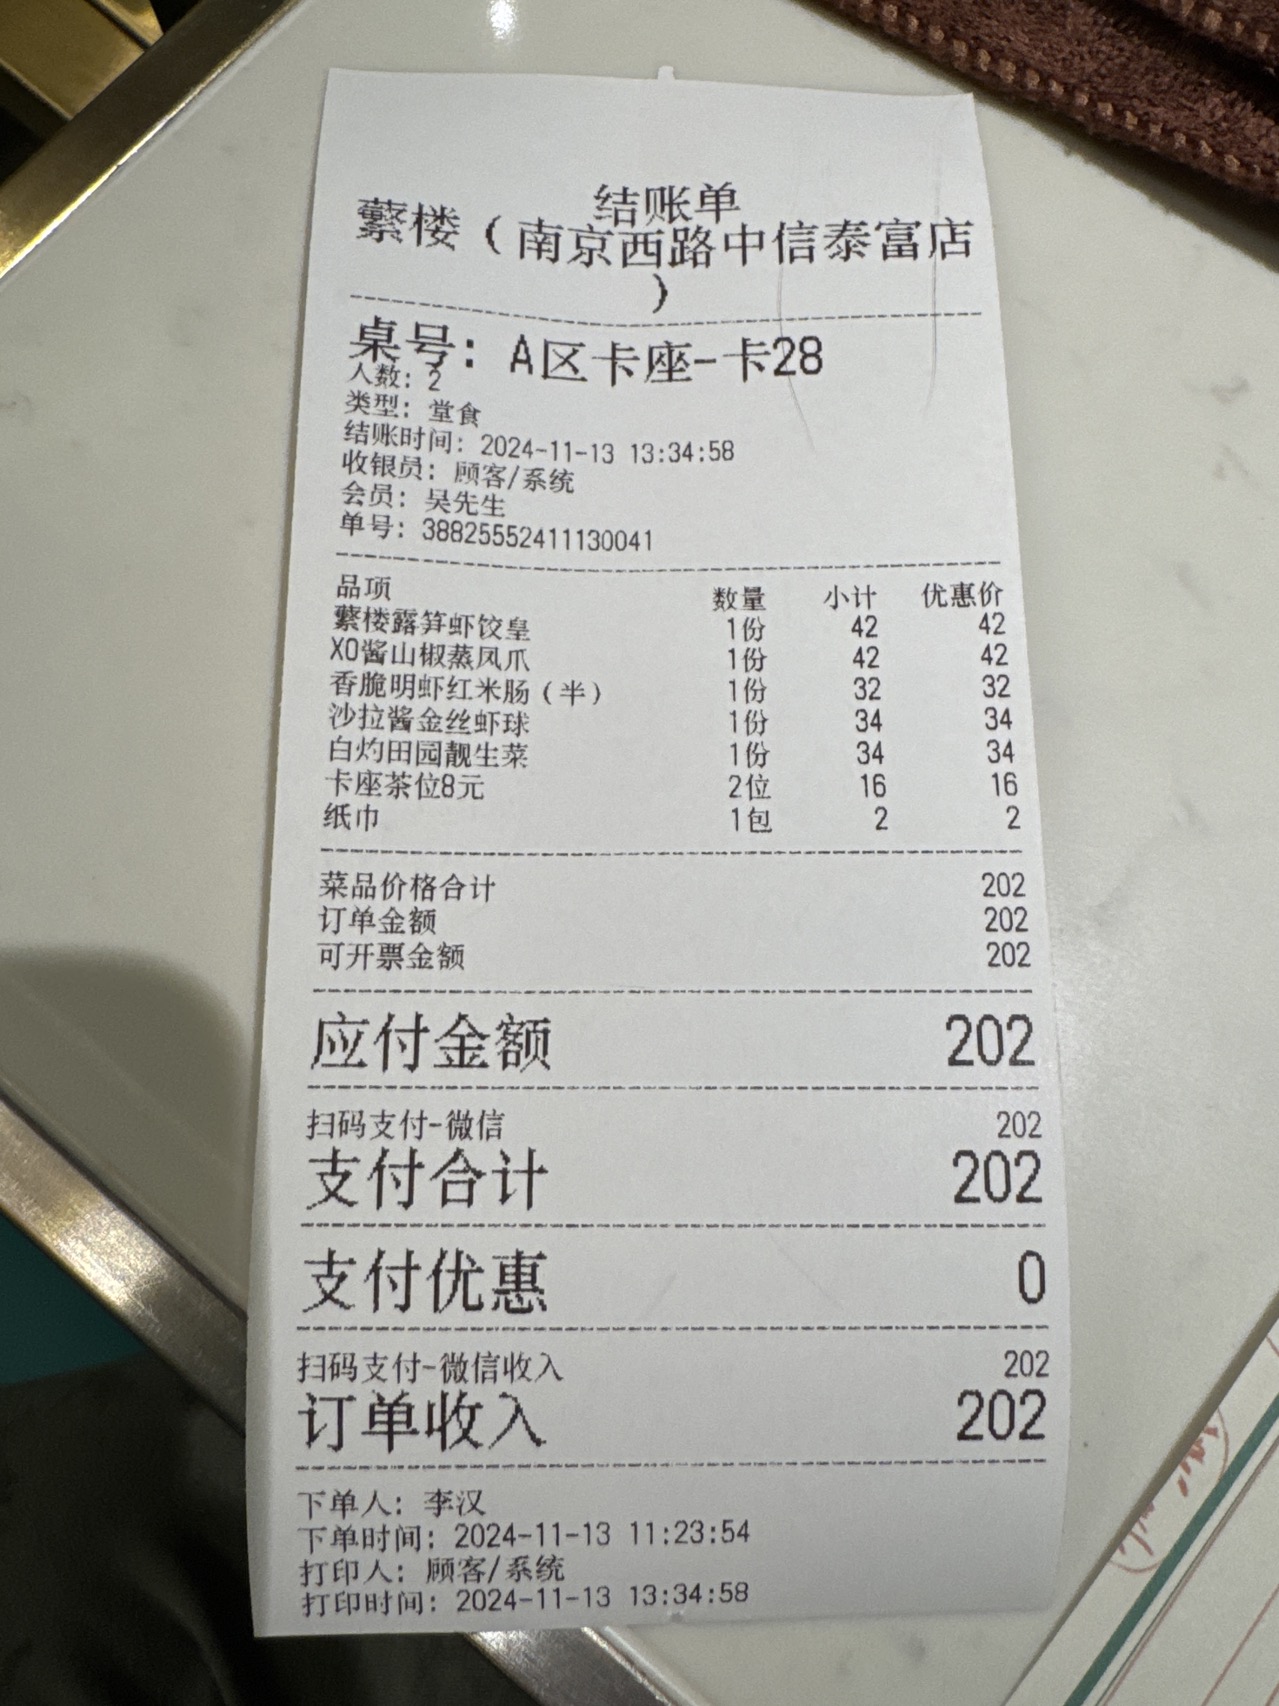 结账单
蘩楼（南京西路中信泰富店
）
桌号：A区卡座-卡28
人数：2
类型：堂食
结账时间：2024-11-13 13:34:58
收银员：顾客/系统
会员：吴先生
单号：38825552411130041
品项 数量 小计 优惠价
蘩楼露笋虾饺皇 1份 42 42
XO酱山椒蒸凤爪 1份 42 42
香脆明虾红米肠（半） 1份 32 32
沙拉酱金丝虾球 1份 34 34
白灼田园靓生菜 1份 34 34
卡座茶位8元 2位 16 16
纸巾 1包 2 2
菜品价格合计 202
订单金额 202
可开票金额 202
应付金额 202
扫码支付-微信 202
支付合计 202
支付优惠 0
扫码支付-微信收入 202
订单收入 202
下单人：李汉
下单时间：2024-11-13 11:23:54
打印人：顾客/系统
打印时间：2024-11-13 13:34:58